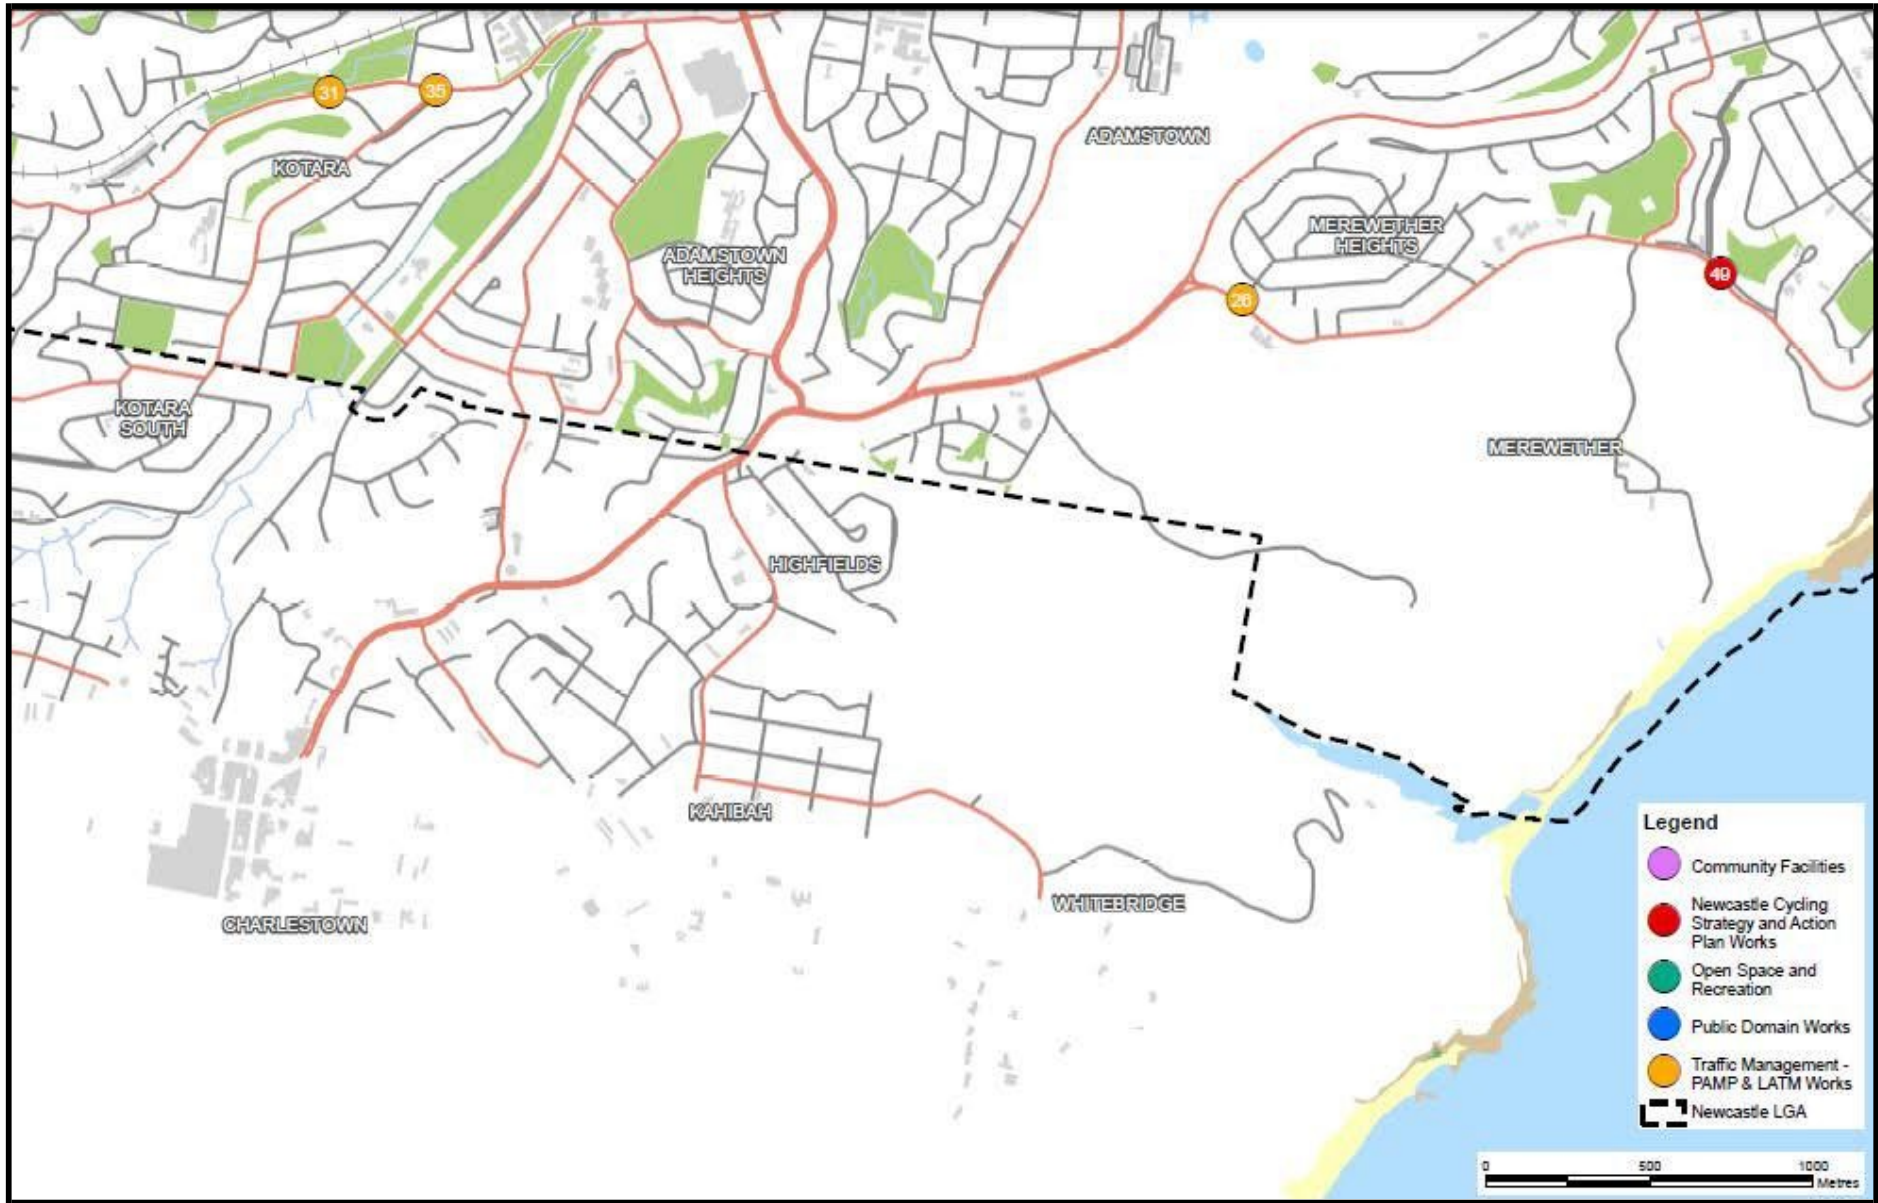 31
35
KOTARA
ADAMSTOWN
ADAMSTOWN
HEIGHTS
MEREWETHER
HEIGHTS
26
KOTARA
SOUTH
MEREWETHER
HIGHFIELDS
KAHIBAH
WHITEBRIDGE
CHARLESTOWN
Legend
Community Facilities
Newcastle Cycling
Strategy and Action
Plan Works
Open Space and
Recreation
Public Domain Works
Traffic Management -
PAMP & LATM Works
Newcastle LGA
0 500 1000
Metres